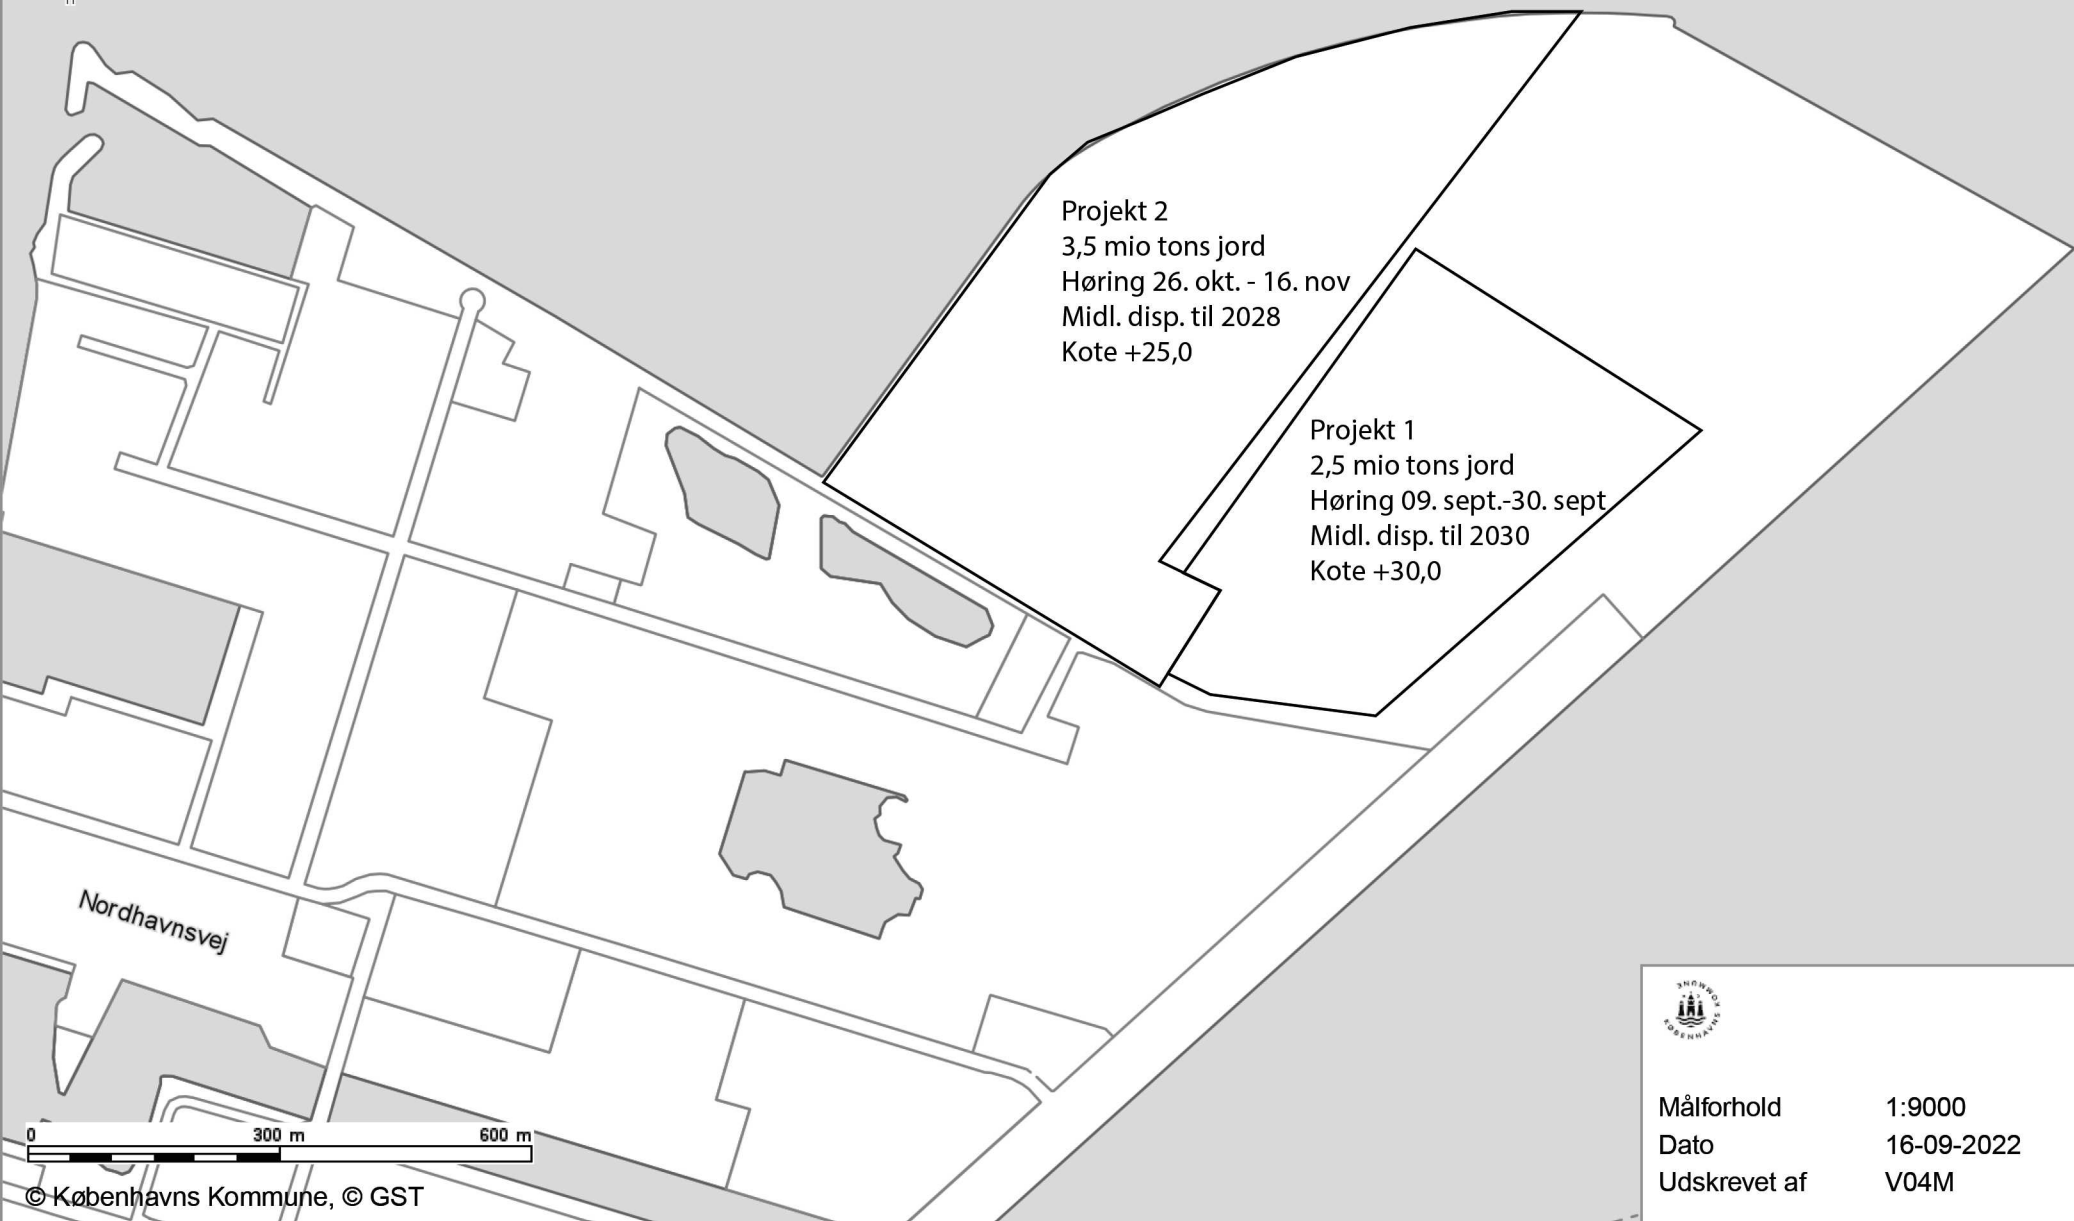 Projekt 2
3,5 mio tons jord
Høring 26. okt. - 16. nov
Midl. disp. til 2028
Kote +25,0
Projekt 1
2,5 mio tons jord
Høring 09. sept.-30. sept
Midl. disp. til 2030
Kote +30,0
Nordhavnsvej
KØBENHAVNS KOMMUNE
Målforhold 1:9000
Dato 16-09-2022
Udskrevet af V04M
0 300 m 600 m
© Københavns Kommune, © GST